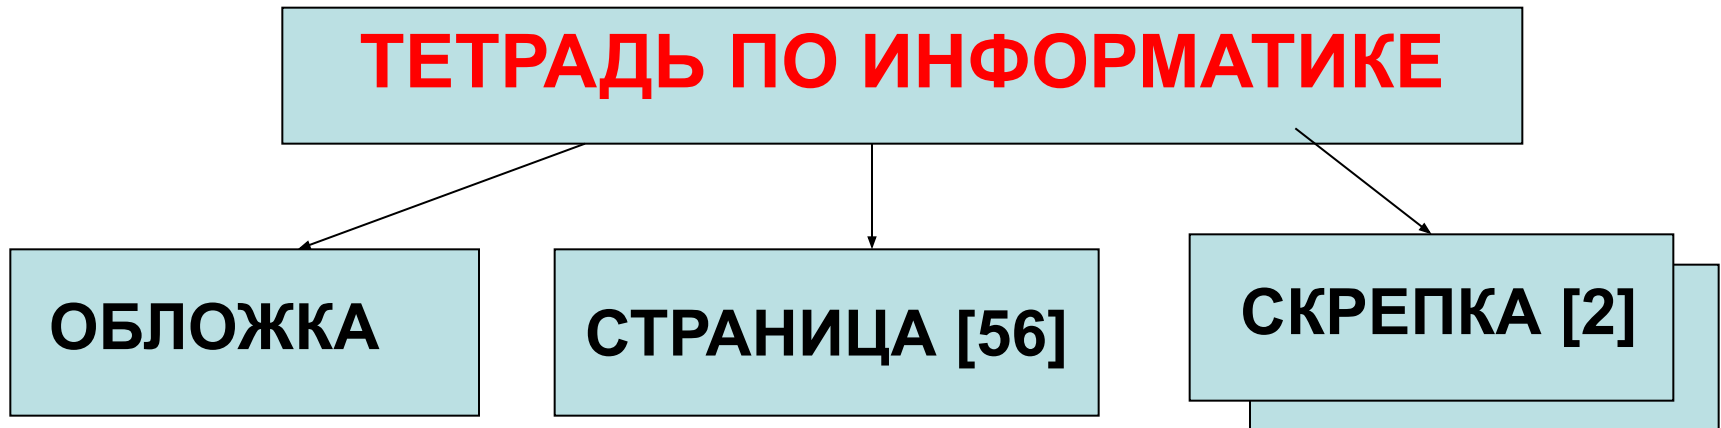 ТЕТРАДЬ ПО ИНФОРМАТИКЕ
ОБЛОЖКА
СТРАНИЦА [56]
СКРЕПКА [2]